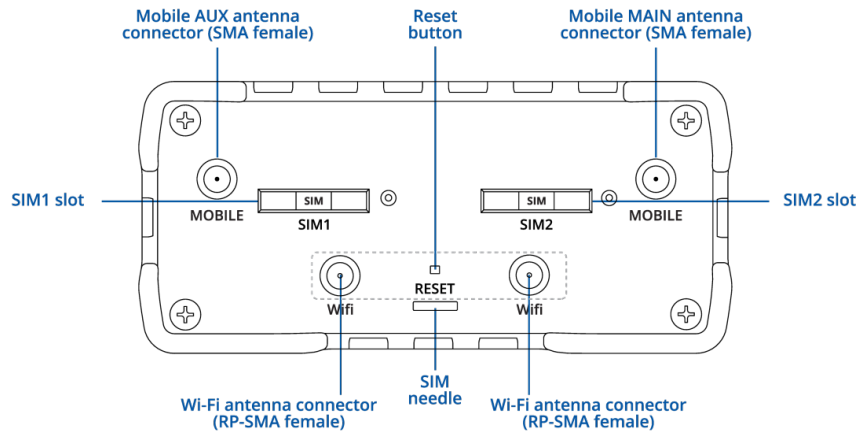 Mobile AUX antenna
connector (SMA female)
Reset
button
Mobile MAIN antenna
connector (SMA female)
SIM1 slot
MOBILE
SIM
SIM1
SIM
SIM2
MOBILE
SIM2 slot
RESET
Wifi
Wifi
SIM
needle
Wi-Fi antenna connector
(RP-SMA female)
Wi-Fi antenna connector
(RP-SMA female)